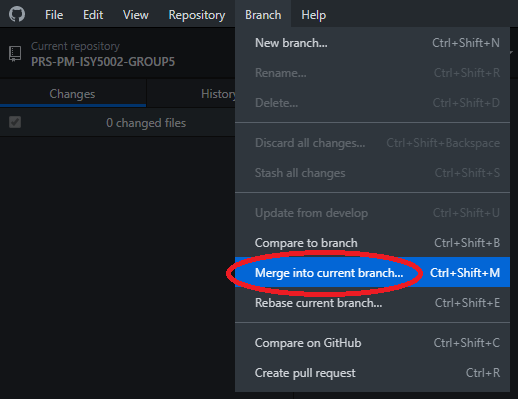 File Edit View Repository Branch Help
Current repository
PRS-PM-ISY5002-GROUP5
Changes
History
0 changed files
New branch... Ctrl+Shift+N
Rename... Ctrl+Shift+R
Delete... Ctrl+Shift+D
Discard all changes... Ctrl+Shift+Backspace
Stash all changes Ctrl+Shift+S
Update from develop Ctrl+Shift+U
Compare to branch Ctrl+Shift+B
Merge into current branch... Ctrl+Shift+M
Rebase current branch... Ctrl+Shift+E
Compare on GitHub Ctrl+Shift+C
Create pull request Ctrl+R